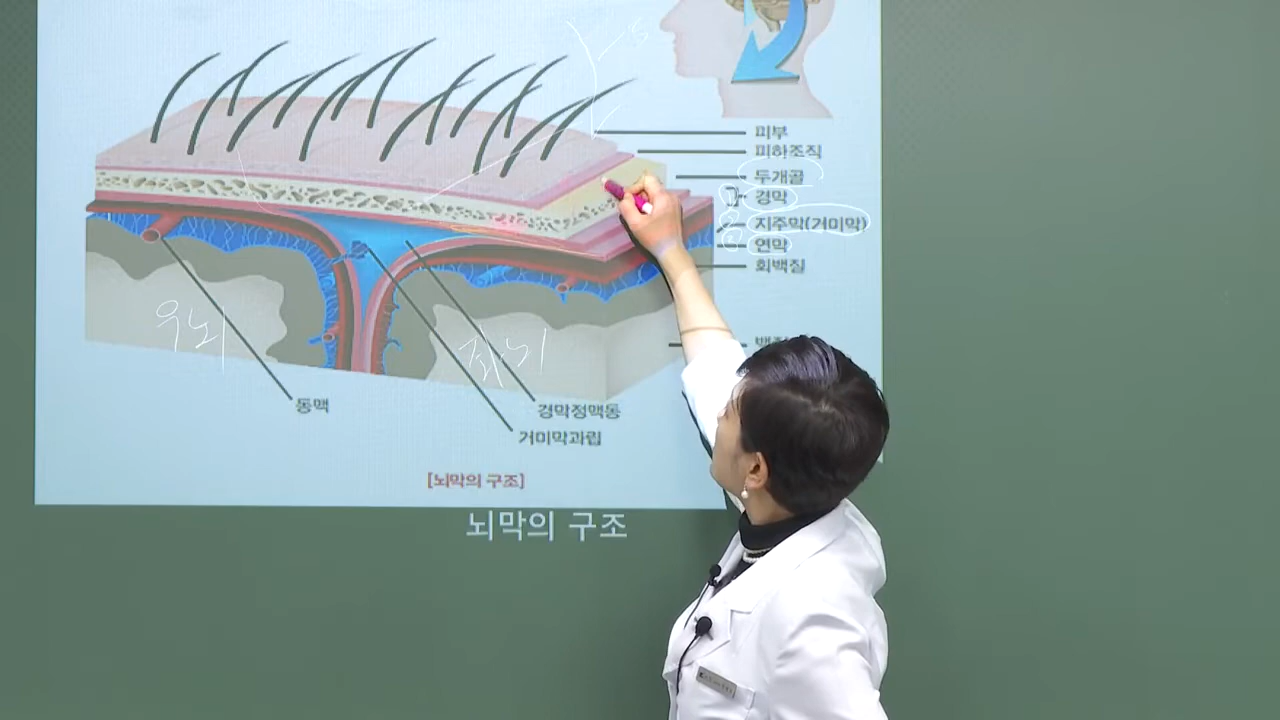 피부
피하조직
두개골
경막
지주막(거미막)
연막
회백질
우뇌
좌뇌
동맥
경막정맥동
거미막과립
[뇌막의 구조]
뇌막의 구조